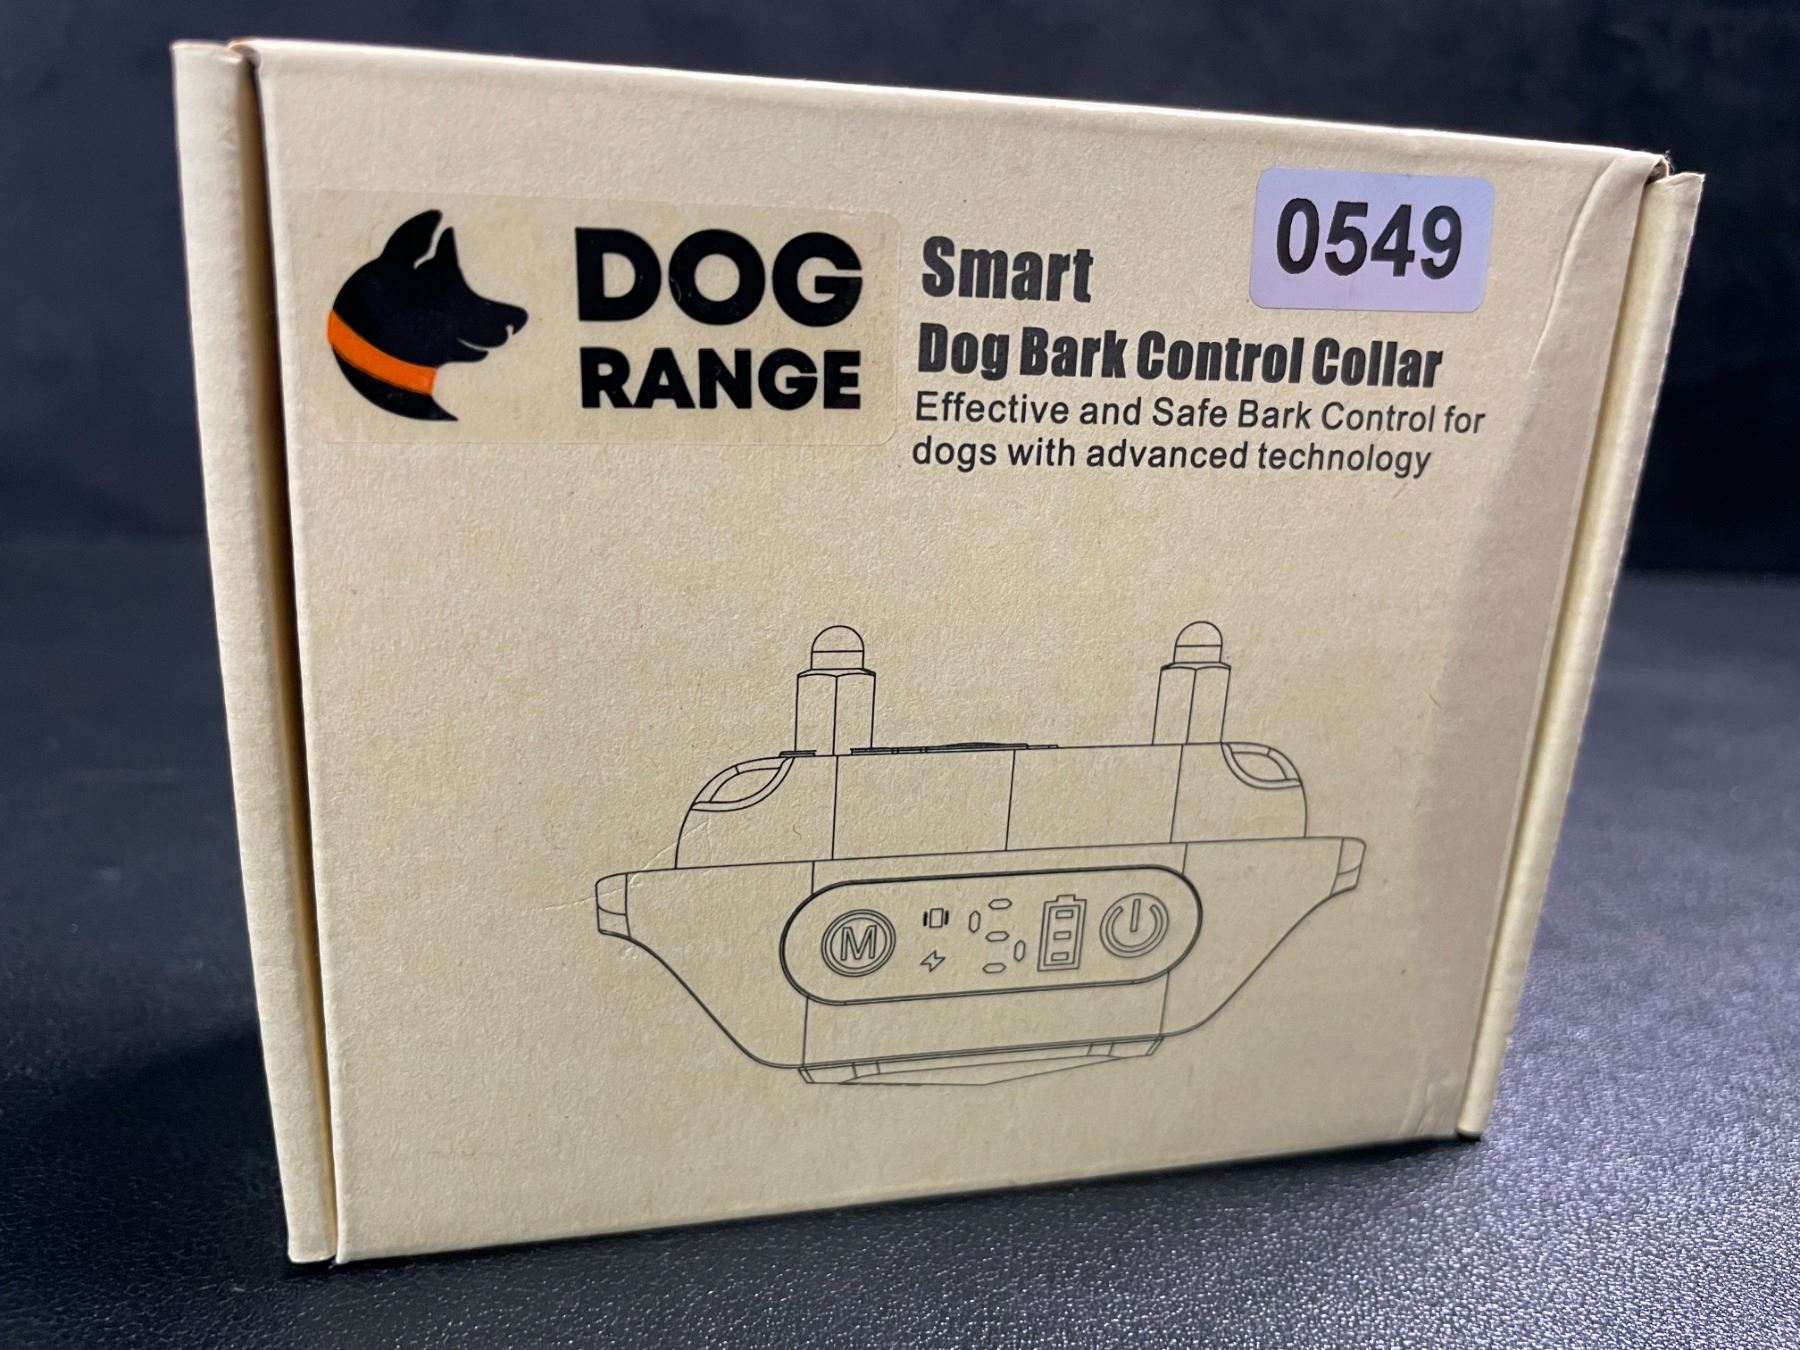 DOG
RANGE
0549
Smart
Dog Bark Control Collar
Effective and Safe Bark Control for
dogs with advanced technology
M